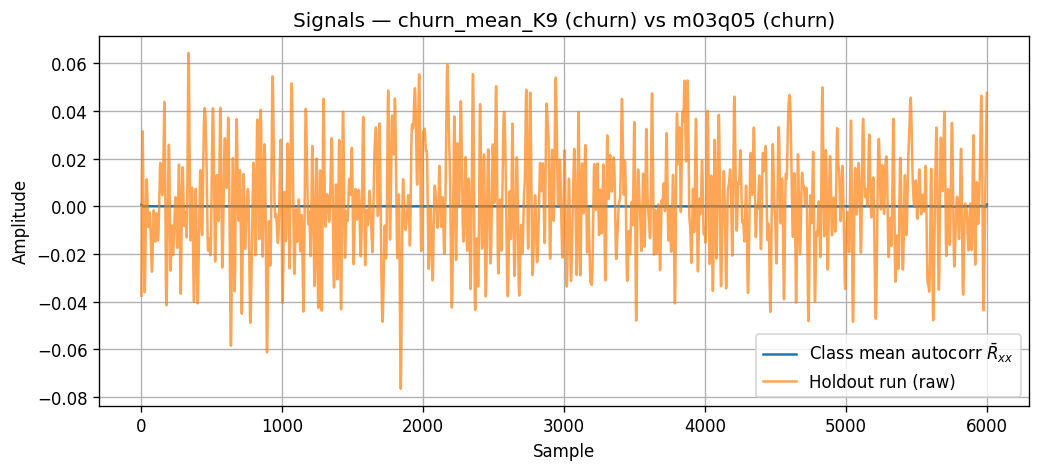 Signals — churn_mean_K9 (churn) vs m03q05 (churn)
Amplitude
0.06
0.04
0.02
0.00
−0.02
−0.04
−0.06
−0.08
Class mean autocorr R̄xx
Holdout run (raw)
0 1000 2000 3000 4000 5000 6000
Sample